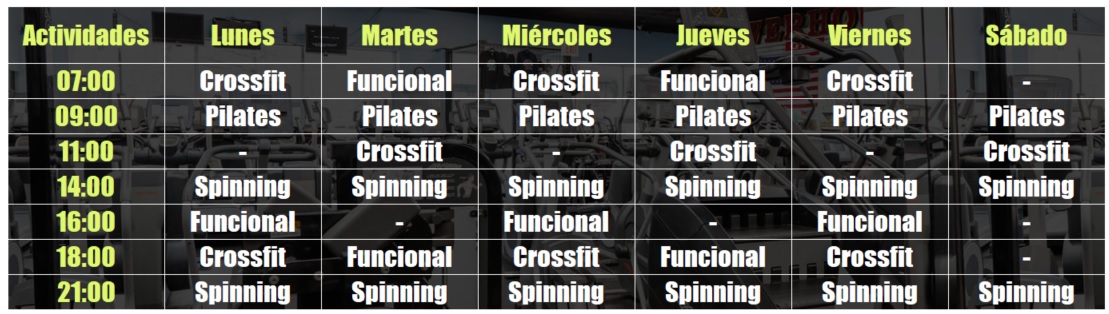 Actividades Lunes Martes Miércoles Jueves Viernes Sábado
07:00 Crossfit Funcional Crossfit Funcional Crossfit -
09:00 Pilates Pilates Pilates Pilates Pilates Pilates
11:00 - Crossfit - Crossfit - Crossfit
14:00 Spinning Spinning Spinning Spinning Spinning Spinning
16:00 Funcional - Funcional - Funcional -
18:00 Crossfit Funcional Crossfit Funcional Crossfit -
21:00 Spinning Spinning Spinning Spinning Spinning Spinning